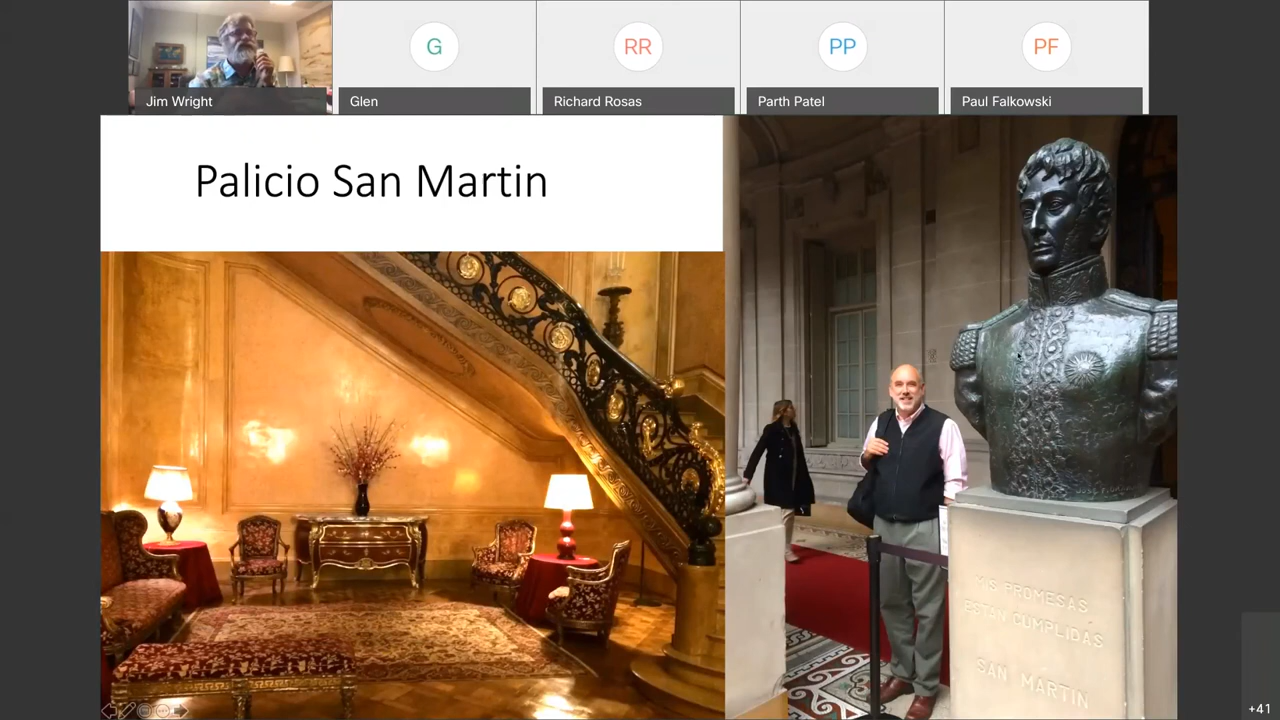 G
RR
PP
PF
Jim Wright
Glen
Richard Rosas
Parth Patel
Paul Falkowski
Palicio San Martin
MIS PROMESAS
ESTAN CUMPLIDAS
SAN MARTIN
+41